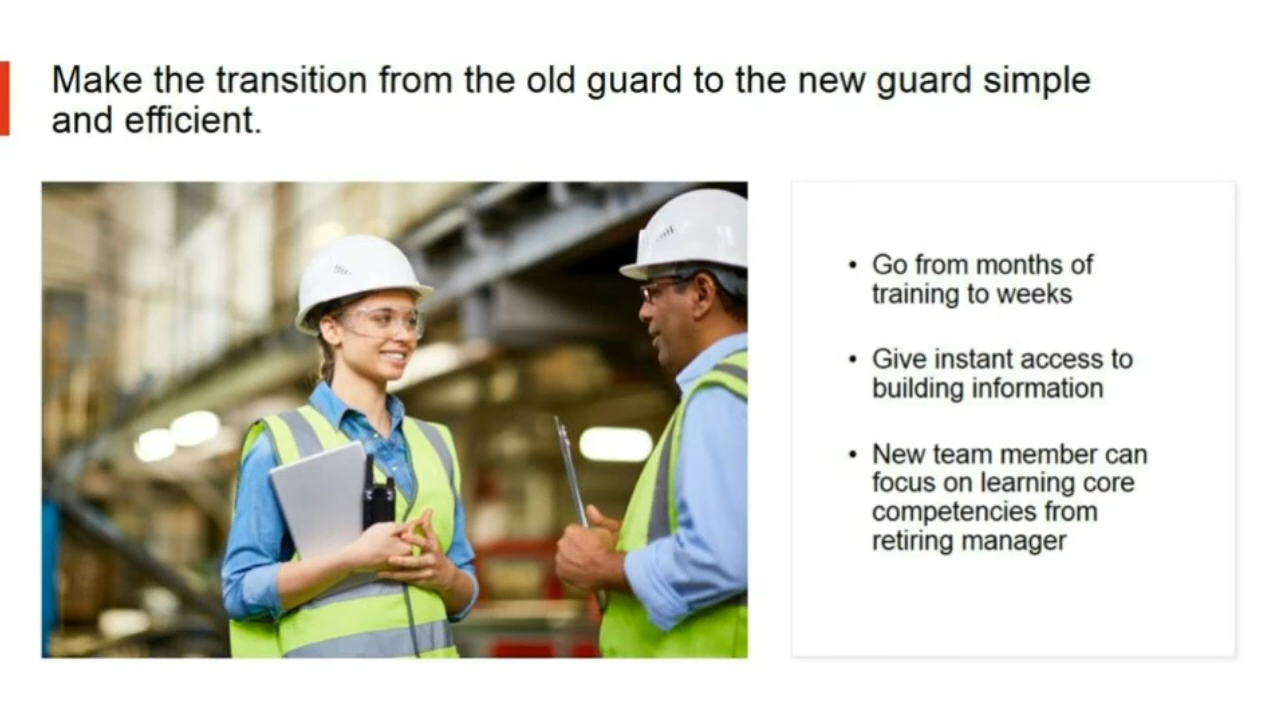 Make the transition from the old guard to the new guard simple
and efficient.
• Go from months of
training to weeks
• Give instant access to
building information
• New team member can
focus on learning core
competencies from
retiring manager